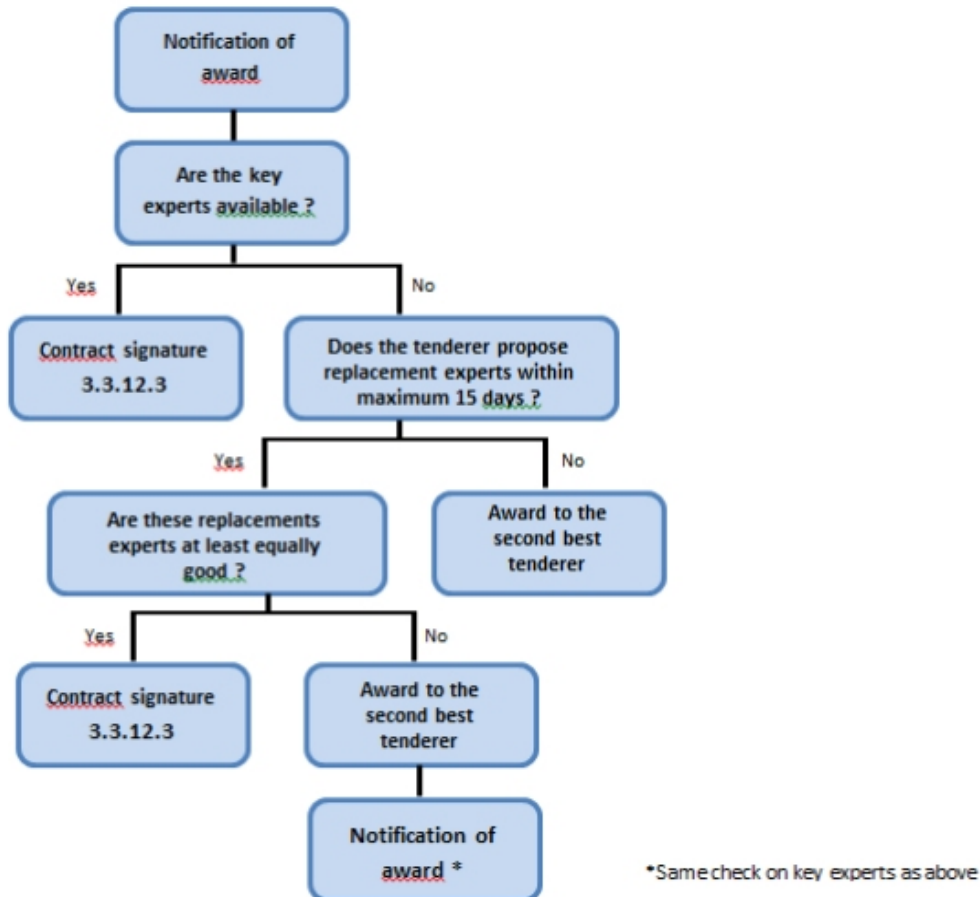 Notification of
award
Are the key
experts available ?
Yes
No
Contract signature
3.3.12.3
Does the tenderer propose
replacement experts within
maximum 15 days ?
Yes
No
Are these replacements
experts at least equally
good ?
Award to the
second best
tenderer
Yes
No
Contract signature
3.3.12.3
Award to the
second best
tenderer
Notification of
award *
*Same check on key experts as above